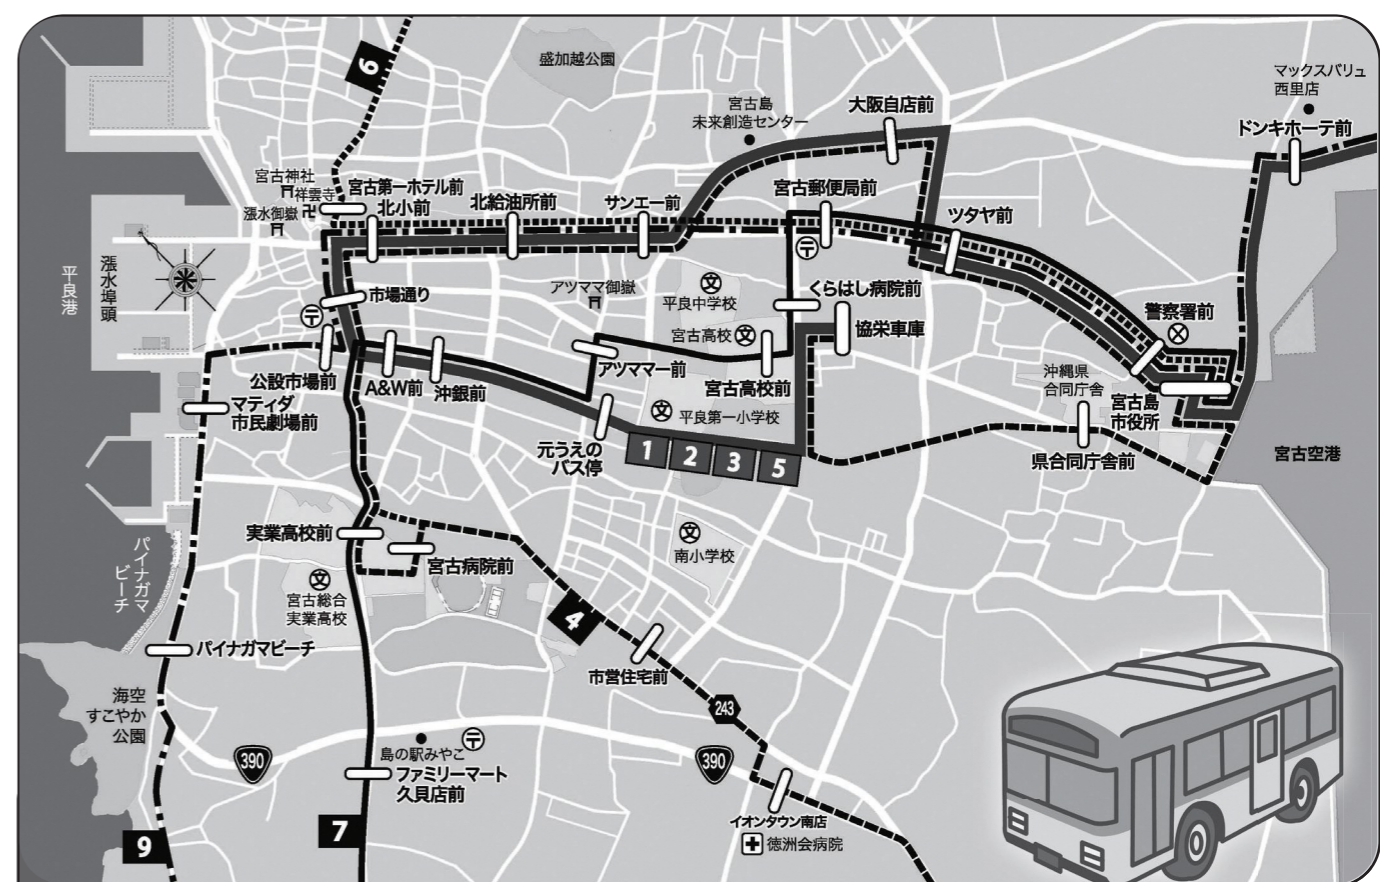 6
盛加越公園
マックスバリュ
西里店
ドンキホーテ前
宮古島
未来創造センター
大阪自店前
宮古神社
祥雲寺
漲水御嶽
宮古第一ホテル前
北小前
北給油所前
サンエー前
宮古郵便局前
ツタヤ前
平良港
漲水埠頭
市場通り
アツママ御嶽
平良中学校
宮古高校
くらはし病院前
協栄車庫
警察署前
公設市場前
A&W前
沖銀前
アツママー前
宮古高校前
沖縄県
合同庁舎
宮古島
市役所
マティダ
市民劇場前
元うえの
バス停
平良第一小学校
1
2
3
5
県合同庁舎前
宮古空港
実業高校前
宮古病院前
南小学校
パイナガマ
ビーチ
宮古総合
実業高校
4
パイナガマビーチ
市営住宅前
海空
すこやか
公園
243
390
島の駅みやこ
390
ファミリーマート
久貝店前
イオンタウン南店
徳洲会病院
9
7